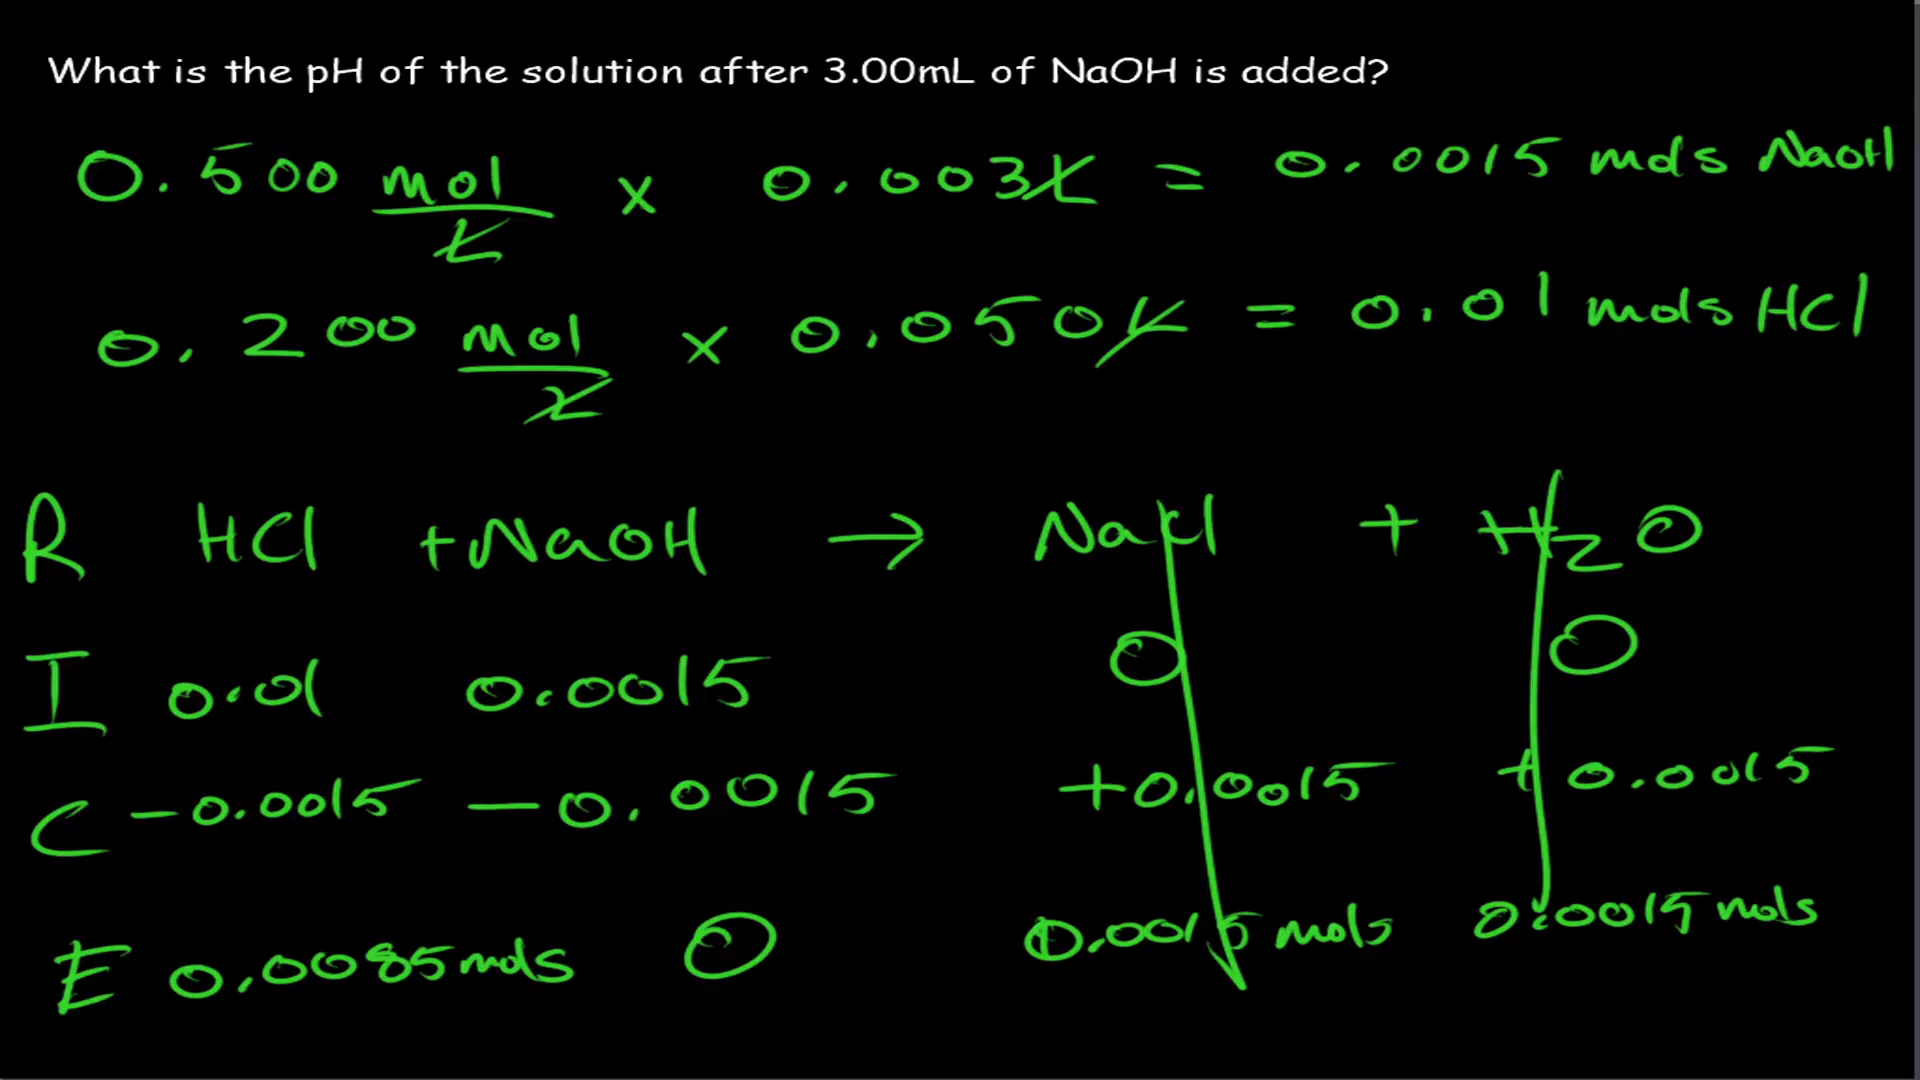 What is the pH of the solution after 3.00mL of NaOH is added?
0.500 mol/L x 0.003L = 0.0015 mols NaOH
0.200 mol/L x 0.050L = 0.01 mols HCl
R HCl + NaOH → NaCl + H2O
I 0.01 0.0015 0 0
C -0.0015 -0.0015 +0.0015 +0.0015
E 0.0085 mols 0 0.0015 mols 0.0015 mols